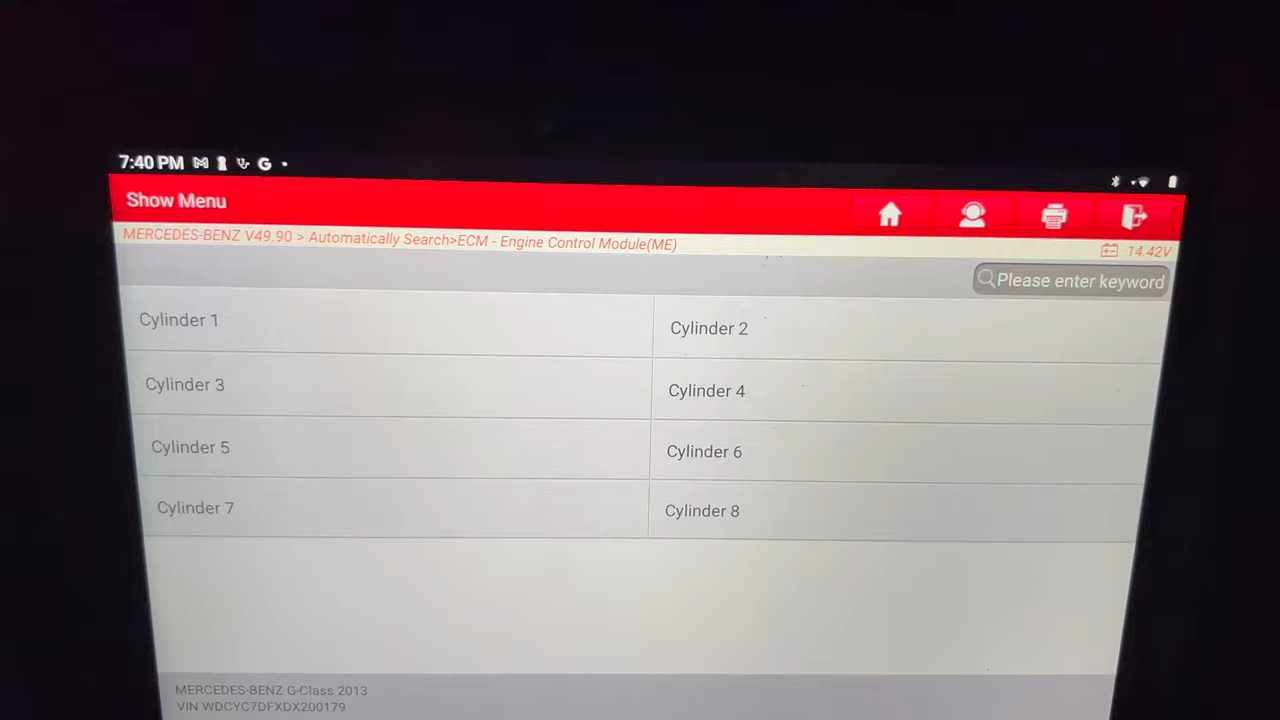 7:40 PM
Show Menu
MERCEDES-BENZ V49.90 > Automatically Search>ECM - Engine Control Module(ME)
14.42V
Please enter keyword
Cylinder 1
Cylinder 2
Cylinder 3
Cylinder 4
Cylinder 5
Cylinder 6
Cylinder 7
Cylinder 8
MERCEDES-BENZ G-Class 2013
VIN WDCYC7DFXDX200179